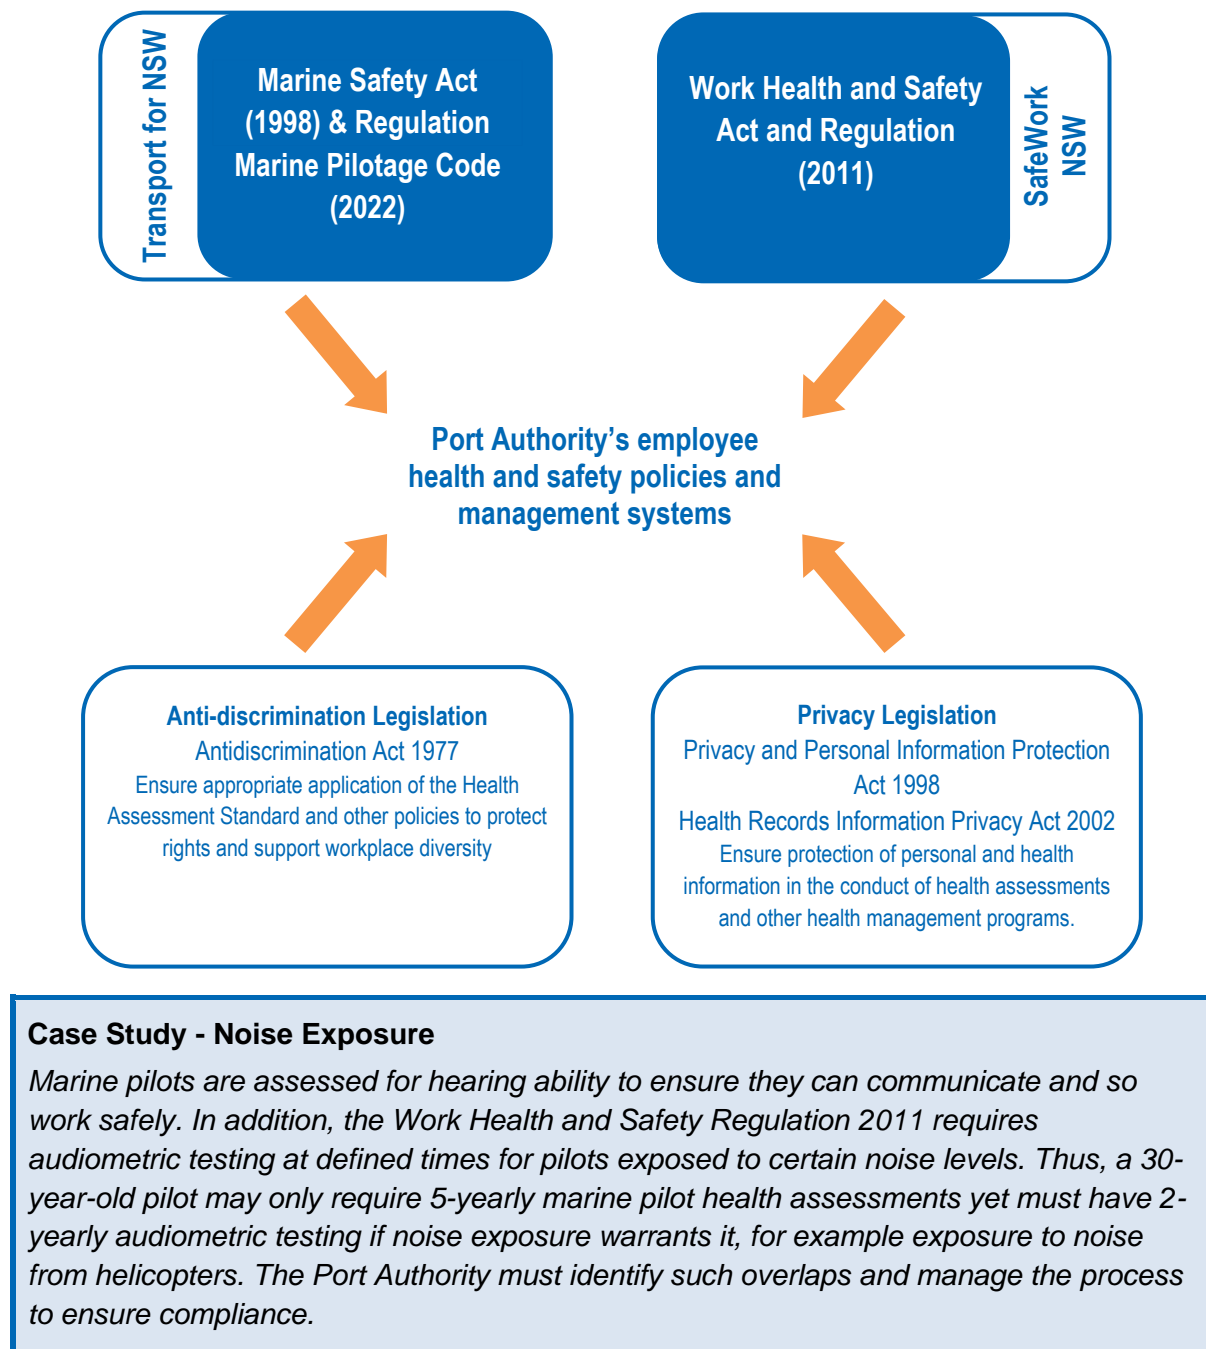 Transport for NSW
Marine Safety Act
(1998) & Regulation
Marine Pilotage Code
(2022)
Work Health and Safety
Act and Regulation
(2011)
SafeWork
NSW
Port Authority’s employee
health and safety policies and
management systems
Anti-discrimination Legislation
Antidiscrimination Act 1977
Ensure appropriate application of the Health
Assessment Standard and other policies to protect
rights and support workplace diversity
Privacy Legislation
Privacy and Personal Information Protection
Act 1998
Health Records Information Privacy Act 2002
Ensure protection of personal and health
information in the conduct of health assessments
and other health management programs.
Case Study - Noise Exposure
Marine pilots are assessed for hearing ability to ensure they can communicate and so
work safely. In addition, the Work Health and Safety Regulation 2011 requires
audiometric testing at defined times for pilots exposed to certain noise levels. Thus, a 30-
year-old pilot may only require 5-yearly marine pilot health assessments yet must have 2-
yearly audiometric testing if noise exposure warrants it, for example exposure to noise
from helicopters. The Port Authority must identify such overlaps and manage the process
to ensure compliance.